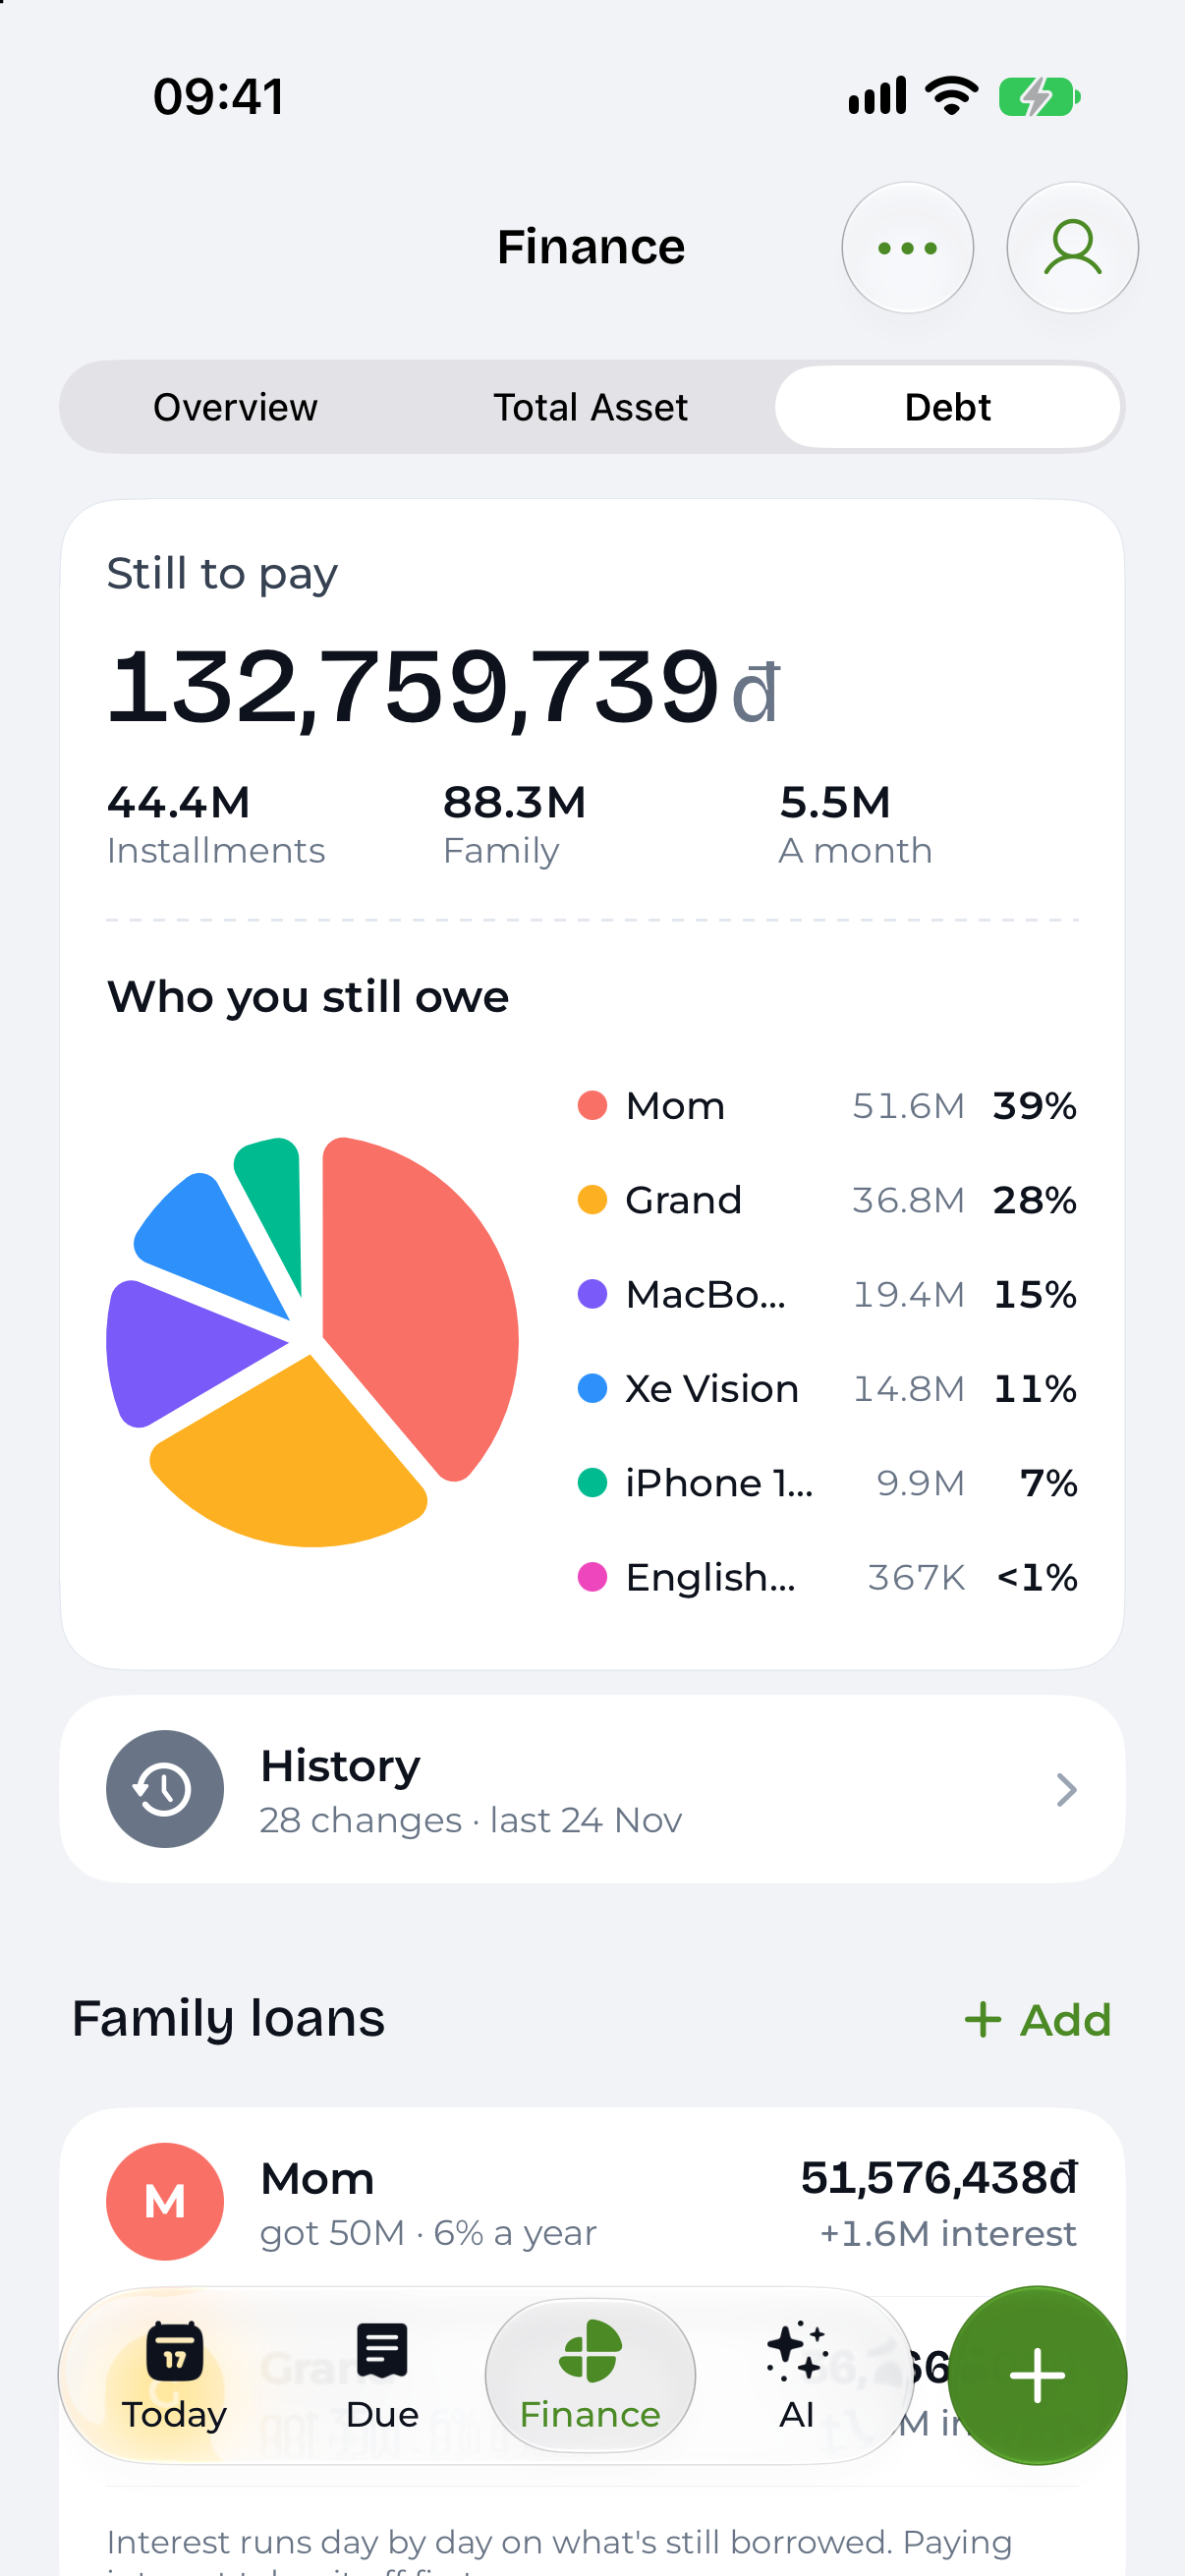 09:41
Finance
Overview Total Asset Debt
Still to pay
132,759,739đ
44.4M 88.3M 5.5M
Installments Family A month
Who you still owe
Mom 51.6M 39%
Grand 36.8M 28%
MacBo... 19.4M 15%
Xe Vision 14.8M 11%
iPhone 1... 9.9M 7%
English... 367K <1%
History
28 changes · last 24 Nov
Family loans + Add
M
Mom 51,576,438đ
got 50M · 6% a year +1.6M interest
17
Today Due Finance AI
Interest runs day by day on what's still borrowed. Paying